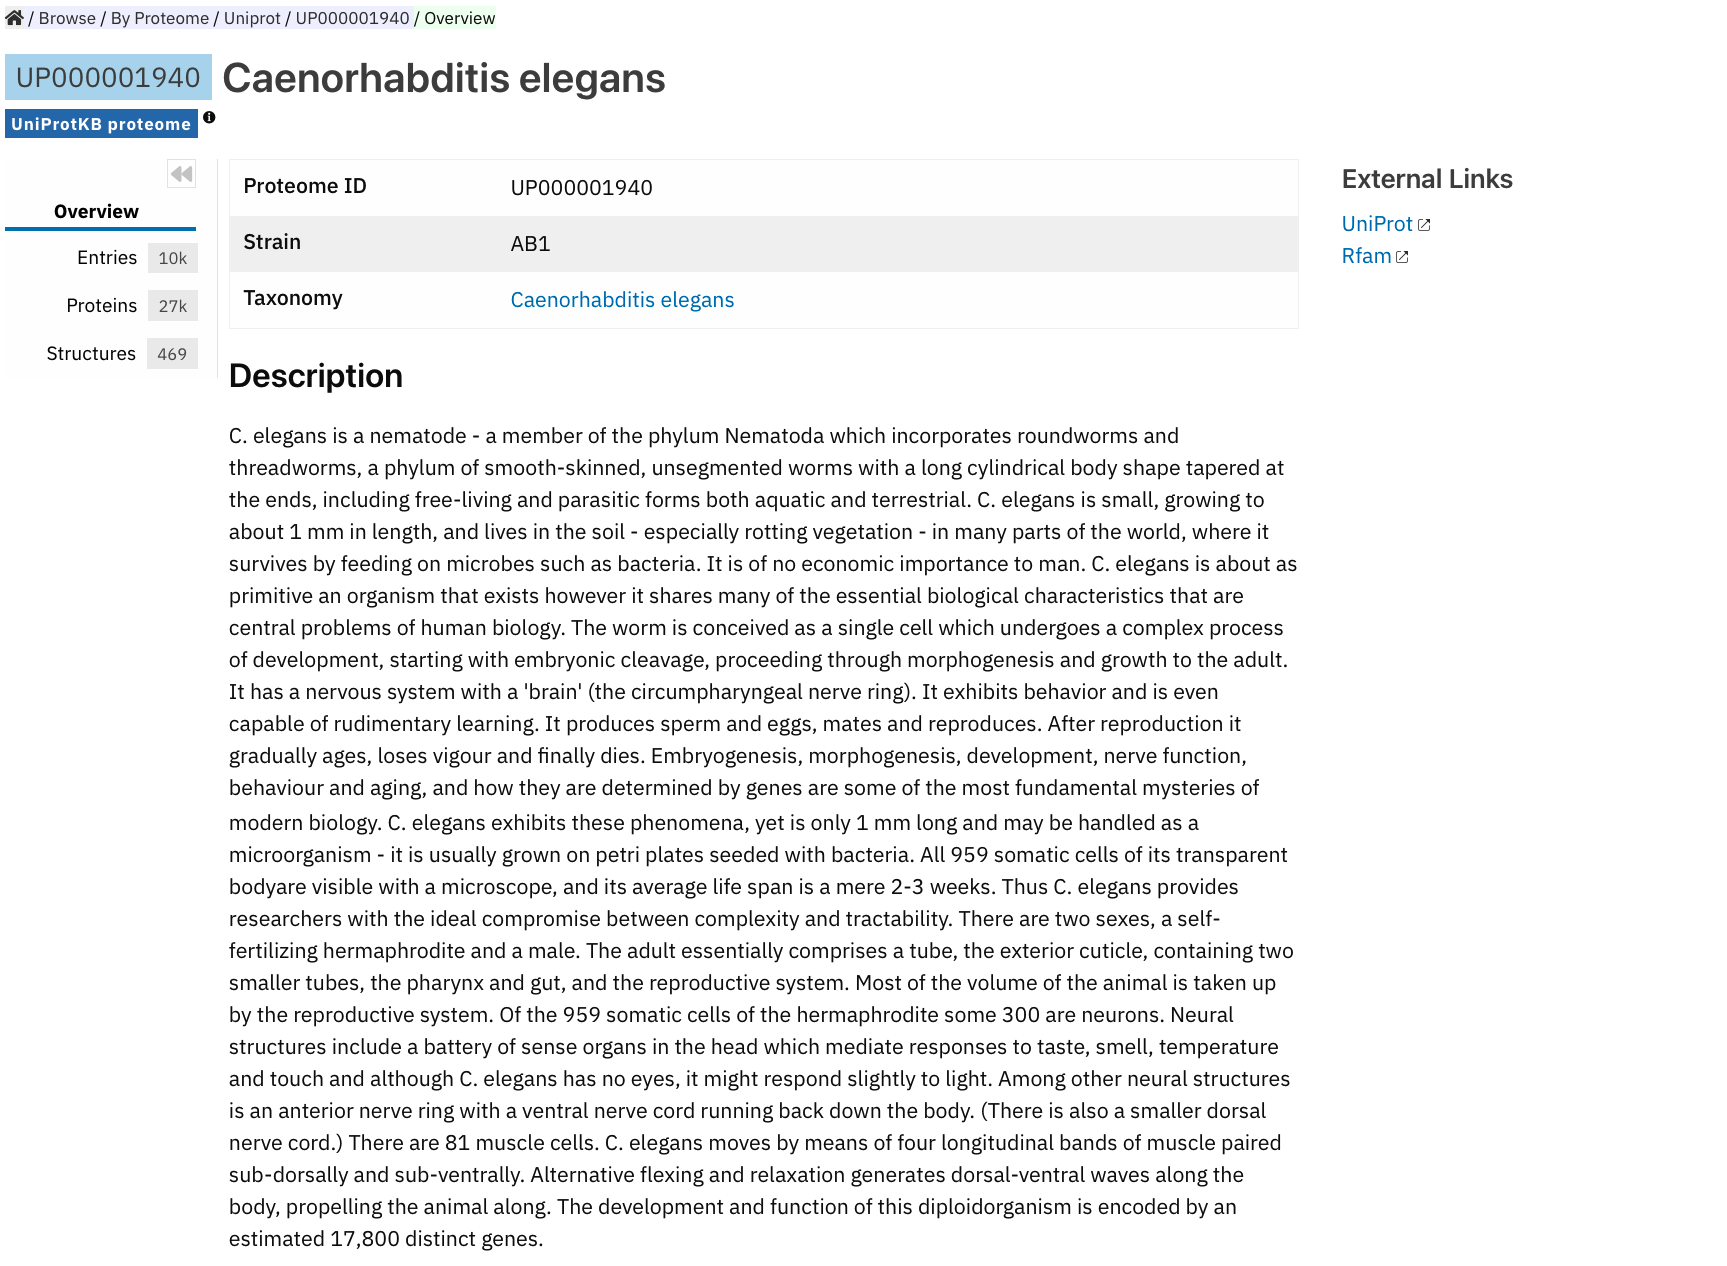 / Browse / By Proteome / Uniprot / UP000001940 / Overview
UP000001940 Caenorhabditis elegans
UniProtKB proteome
Overview
Entries 10k
Proteins 27k
Structures 469
Proteome ID UP000001940
Strain AB1
Taxonomy Caenorhabditis elegans
Description
C. elegans is a nematode - a member of the phylum Nematoda which incorporates roundworms and
threadworms, a phylum of smooth-skinned, unsegmented worms with a long cylindrical body shape tapered at
the ends, including free-living and parasitic forms both aquatic and terrestrial. C. elegans is small, growing to
about 1 mm in length, and lives in the soil - especially rotting vegetation - in many parts of the world, where it
survives by feeding on microbes such as bacteria. It is of no economic importance to man. C. elegans is about as
primitive an organism that exists however it shares many of the essential biological characteristics that are
central problems of human biology. The worm is conceived as a single cell which undergoes a complex process
of development, starting with embryonic cleavage, proceeding through morphogenesis and growth to the adult.
It has a nervous system with a 'brain' (the circumpharyngeal nerve ring). It exhibits behavior and is even
capable of rudimentary learning. It produces sperm and eggs, mates and reproduces. After reproduction it
gradually ages, loses vigour and finally dies. Embryogenesis, morphogenesis, development, nerve function,
behaviour and aging, and how they are determined by genes are some of the most fundamental mysteries of
modern biology. C. elegans exhibits these phenomena, yet is only 1 mm long and may be handled as a
microorganism - it is usually grown on petri plates seeded with bacteria. All 959 somatic cells of its transparent
bodyare visible with a microscope, and its average life span is a mere 2-3 weeks. Thus C. elegans provides
researchers with the ideal compromise between complexity and tractability. There are two sexes, a self-
fertilizing hermaphrodite and a male. The adult essentially comprises a tube, the exterior cuticle, containing two
smaller tubes, the pharynx and gut, and the reproductive system. Most of the volume of the animal is taken up
by the reproductive system. Of the 959 somatic cells of the hermaphrodite some 300 are neurons. Neural
structures include a battery of sense organs in the head which mediate responses to taste, smell, temperature
and touch and although C. elegans has no eyes, it might respond slightly to light. Among other neural structures
is an anterior nerve ring with a ventral nerve cord running back down the body. (There is also a smaller dorsal
nerve cord.) There are 81 muscle cells. C. elegans moves by means of four longitudinal bands of muscle paired
sub-dorsally and sub-ventrally. Alternative flexing and relaxation generates dorsal-ventral waves along the
body, propelling the animal along. The development and function of this diploidorganism is encoded by an
estimated 17,800 distinct genes.
External Links
UniProt
Rfam